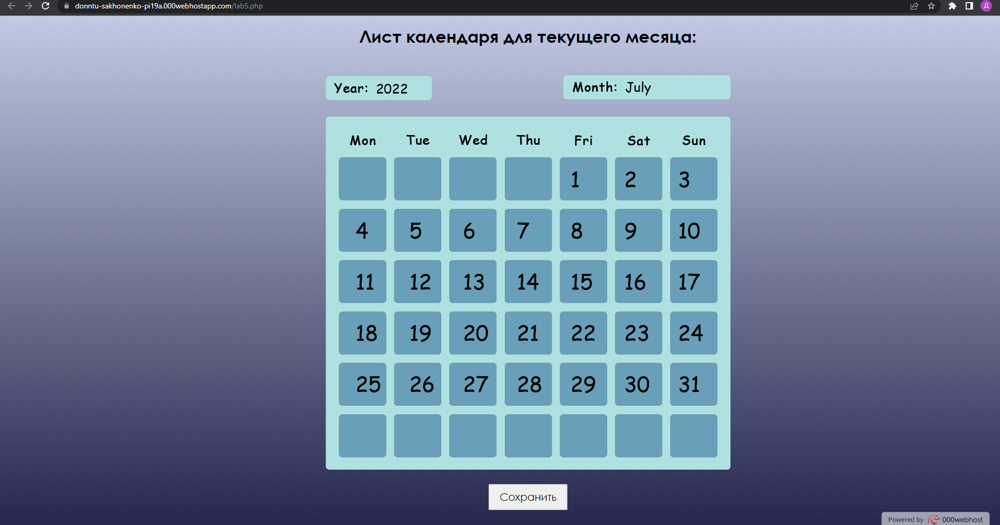 donntu-sakhonenko-pi19a.000webhostapp.com/lab5.php
Д
Лист календаря для текущего месяца:
Year: 2022
Month: July
Mon Tue Wed Thu Fri Sat Sun
1 2 3
4 5 6 7 8 9 10
11 12 13 14 15 16 17
18 19 20 21 22 23 24
25 26 27 28 29 30 31
Сохранить
Powered by 000webhost